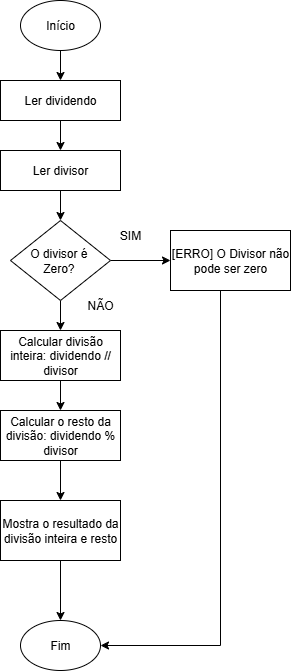 Início
Ler dividendo
Ler divisor
O divisor é
Zero?
SIM
[ERRO] O Divisor não
pode ser zero
NÃO
Calcular divisão
inteira: dividendo //
divisor
Calcular o resto da
divisão: dividendo %
divisor
Mostra o resultado da
divisão inteira e resto
Fim